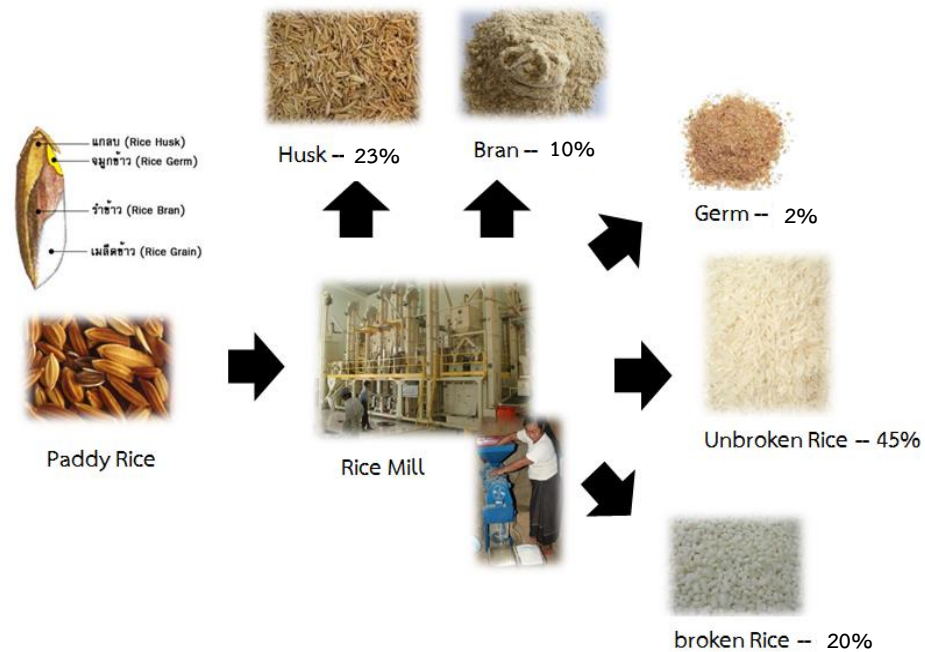 Husk -- 23%
Bran -- 10%
แกลบ (Rice Husk)
จมูกข้าว (Rice Germ)
รำข้าว (Rice Bran)
เมล็ดข้าว (Rice Grain)
Germ -- 2%
Paddy Rice
Rice Mill
Unbroken Rice -- 45%
broken Rice -- 20%